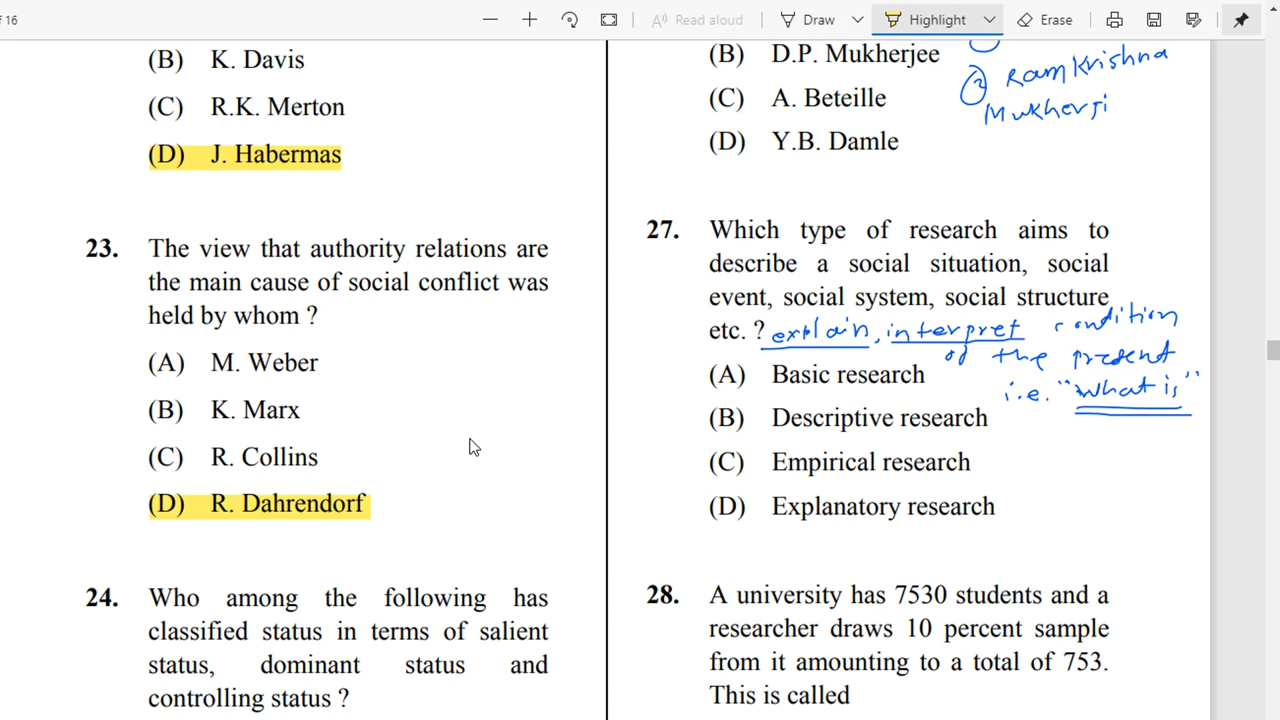 f 16
Read aloud
Draw
Highlight
Erase
(B) K. Davis
(C) R.K. Merton
(D) J. Habermas
23. The view that authority relations are
the main cause of social conflict was
held by whom ?
(A) M. Weber
(B) K. Marx
(C) R. Collins
(D) R. Dahrendorf
24. Who among the following has
classified status in terms of salient
status, dominant status and
controlling status ?
(B) D.P. Mukherjee
(C) A. Beteille
(D) Y.B. Damle
② Ramkrishna
Mukherji
27. Which type of research aims to
describe a social situation, social
event, social system, social structure
etc. ? explain, interpret condition
of the present
i.e. "What is"
(A) Basic research
(B) Descriptive research
(C) Empirical research
(D) Explanatory research
28. A university has 7530 students and a
researcher draws 10 percent sample
from it amounting to a total of 753.
This is called